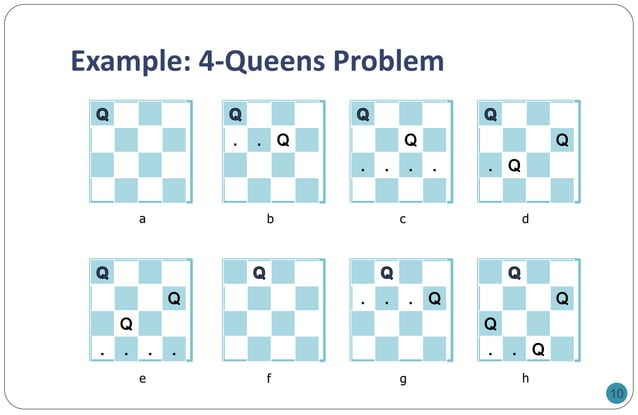 Example: 4-Queens Problem
Q Q Q Q
. . Q Q Q
. . . . . Q
a b c d
Q Q Q Q
Q . . . Q Q
Q Q
. . . . . . Q
e f g h
10